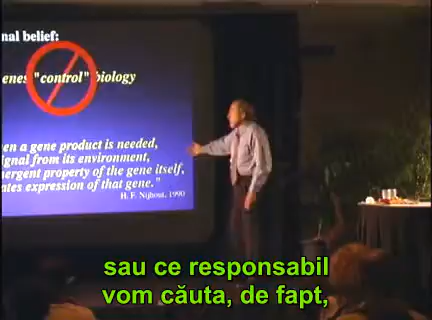 nal belief:
enes "control" biology
en a gene product is needed,
ignal from its environment,
mergent property of the gene itself,
ates expression of that gene."
H. F. Nijhout, 1990
sau ce responsabil
vom căuta, de fapt,